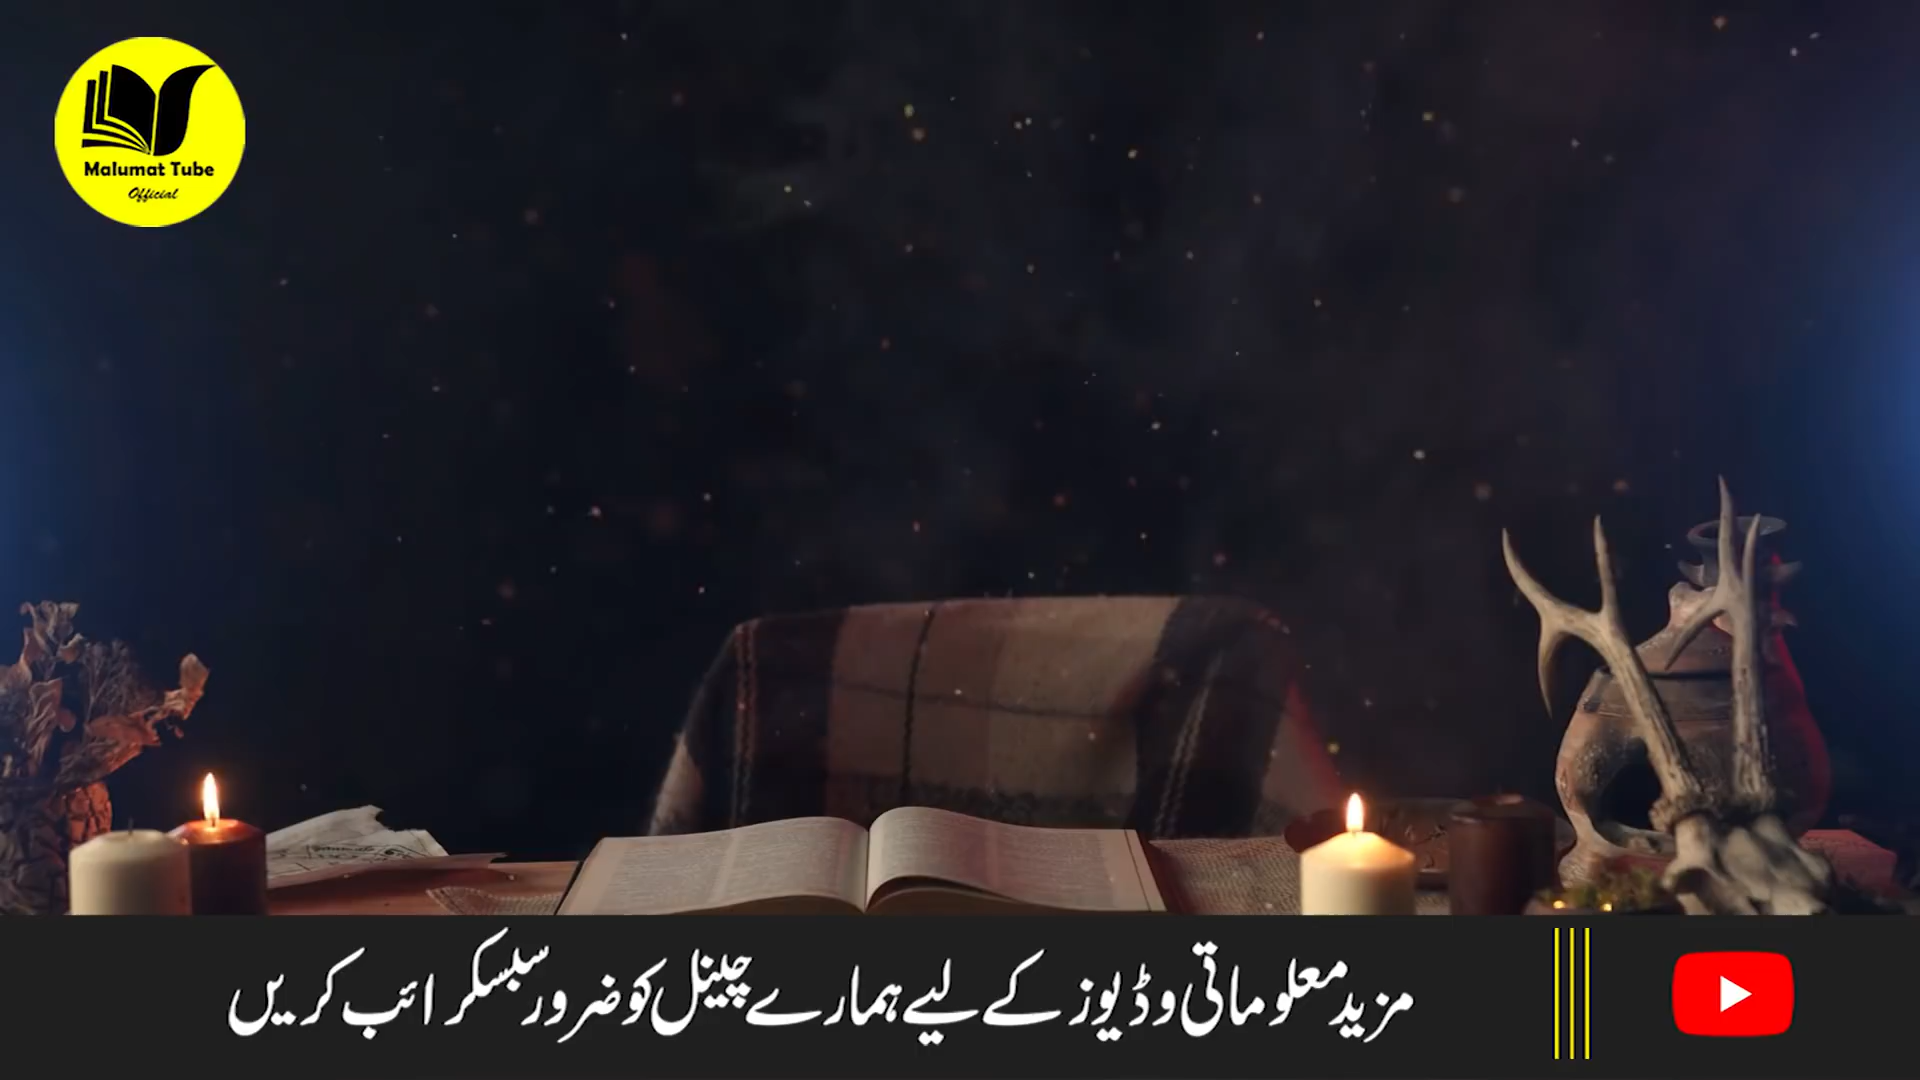 Malumat Tube
Official
مزید معلوماتی وڈیوز کے لیے ہمارے چینل کو ضرور سبسکرائب کریں